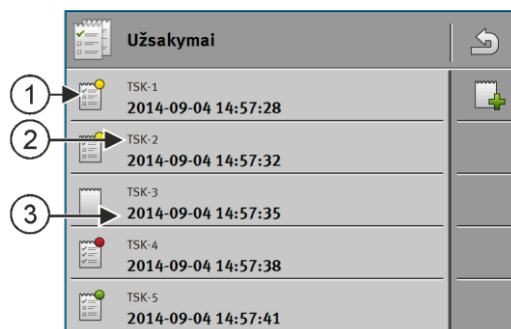 Užsakymai
1
TSK-1
2014-09-04 14:57:28
2
TSK-2
2014-09-04 14:57:32
3
TSK-3
2014-09-04 14:57:35
TSK-4
2014-09-04 14:57:38
TSK-5
2014-09-04 14:57:41